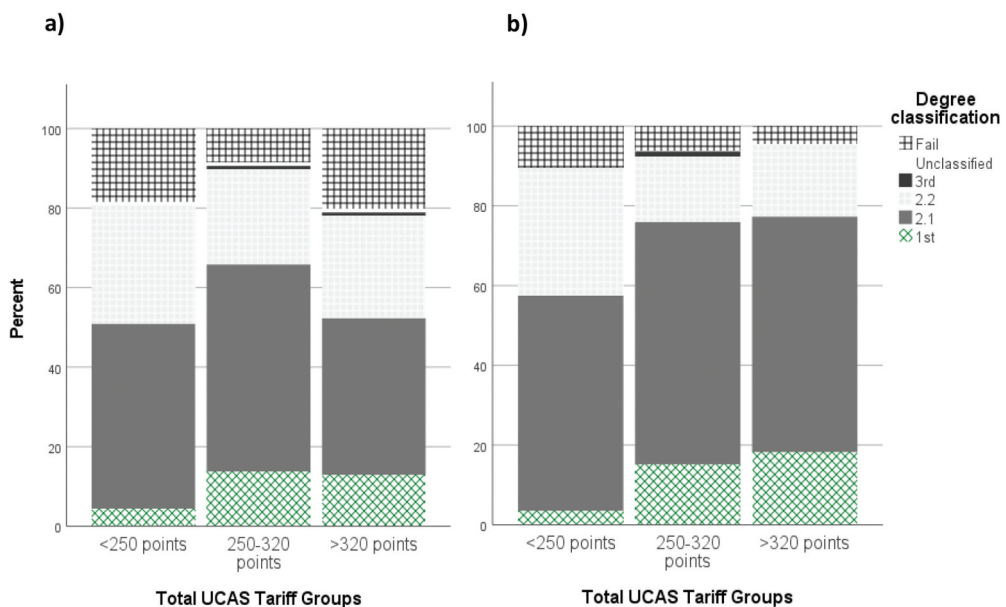 a)
Percent
100
80
60
40
20
0
<250 points
250-320
points
>320 points
Total UCAS Tariff Groups
b)
100
80
60
40
20
0
<250 points
250-320
points
>320 points
Total UCAS Tariff Groups
Degree
classification
Fail
Unclassified
3rd
2.2
2.1
1st